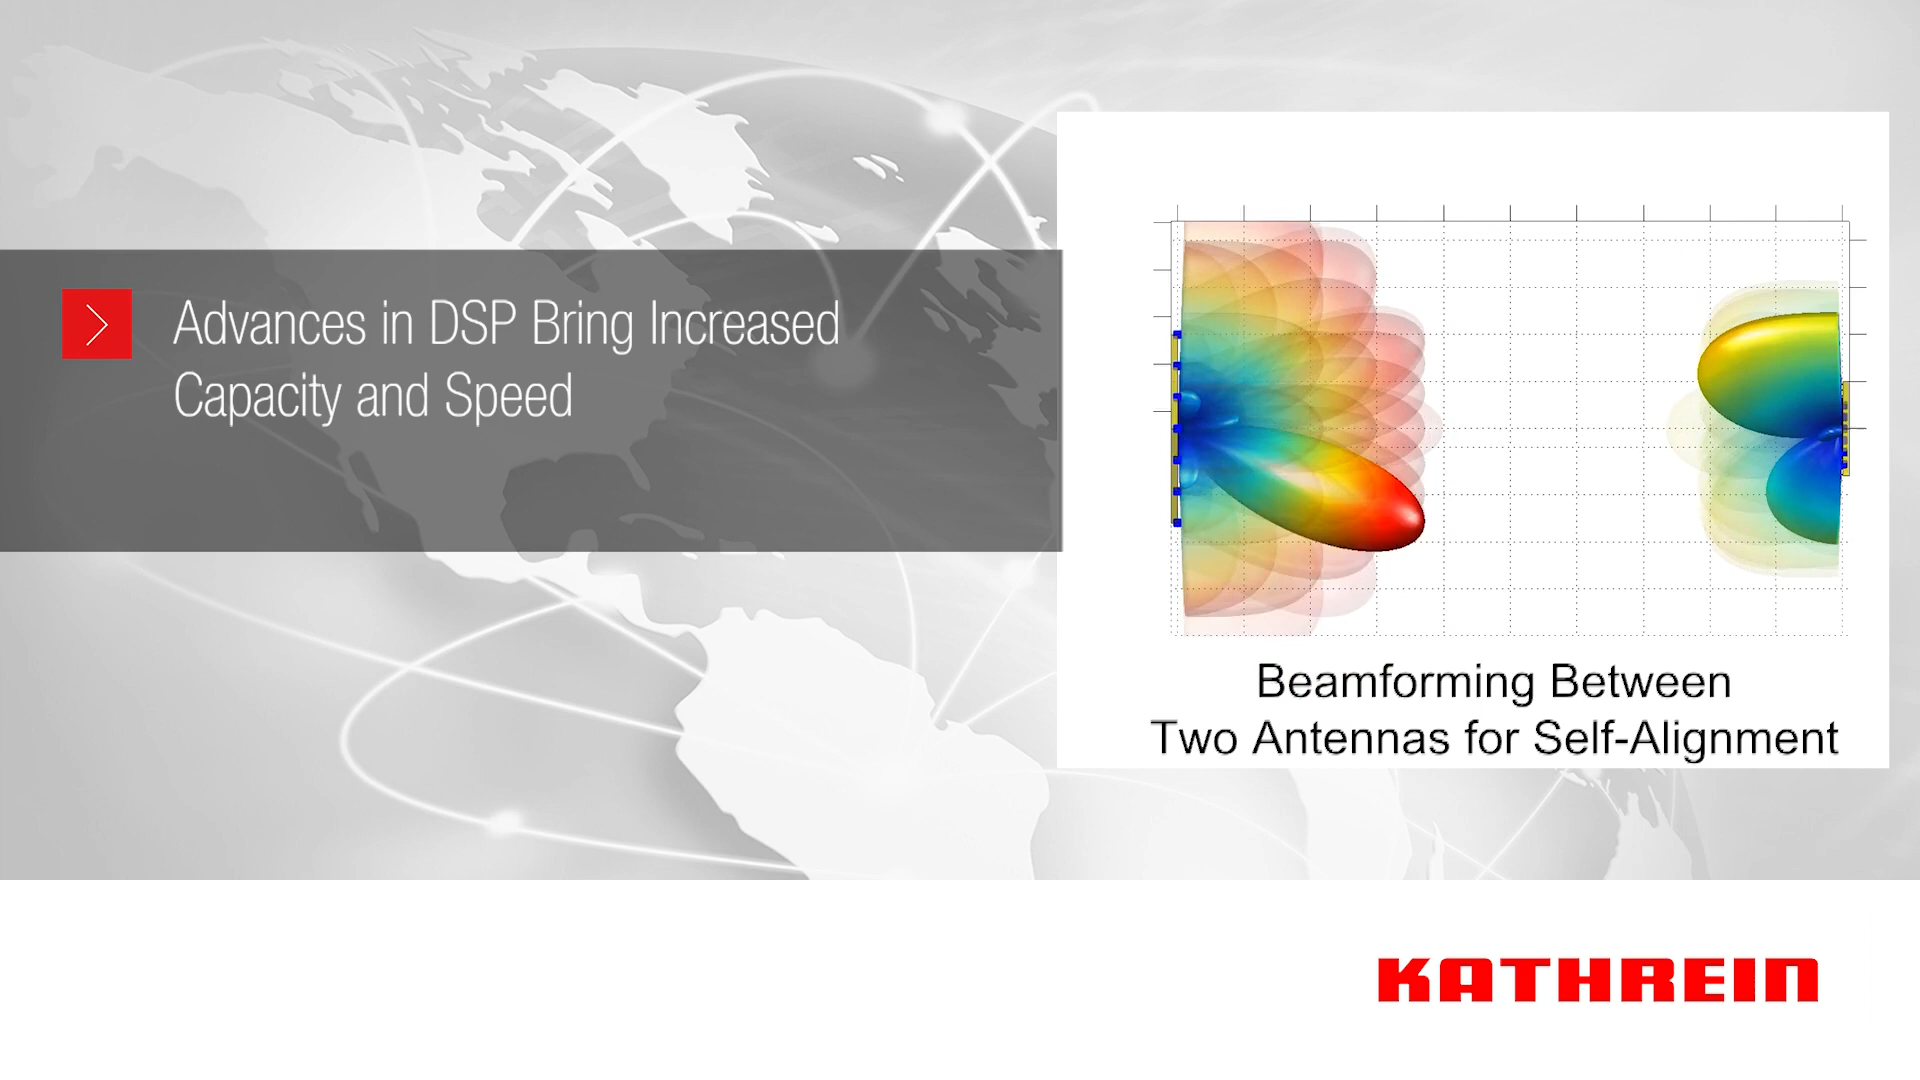 Advances in DSP Bring Increased
Capacity and Speed
Beamforming Between
Two Antennas for Self-Alignment
KATHREIN